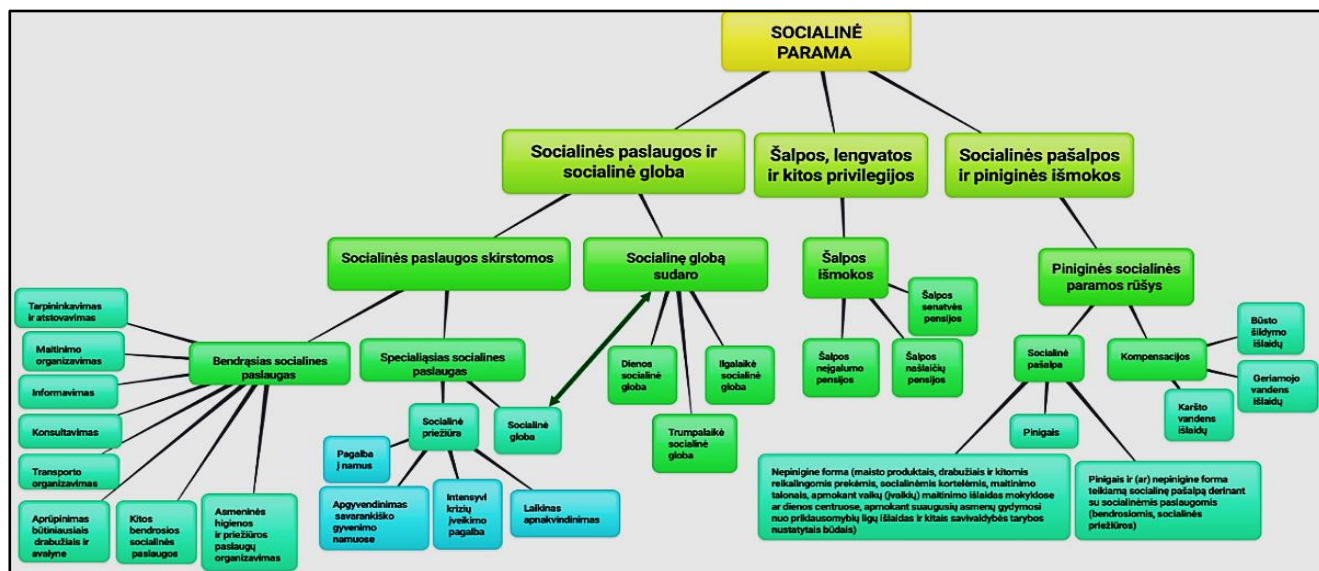 SOCIALINĖ
PARAMA
Socialinės paslaugos ir
socialinė globa
Šalpos, lengvatos
ir kitos privilegijos
Socialinės pašalpos
ir piniginės išmokos
Socialinės paslaugos skirstomos
Socialinę globą
sudaro
Šalpos
išmokos
Piniginės socialinės
paramos rūšys
Tarpininkavimas
ir atstovavimas
Maitinimo
organizavimas
Informavimas
Konsultavimas
Transporto
organizavimas
Aprūpinimas
būtiniausiais
drabužiais ir
avalyne
Kitos
bendrosios
socialinės
paslaugos
Asmeninės
higienos
ir priežiūros
paslaugų
organizavimas
Bendrąsias socialines
paslaugas
Specialiąsias socialines
paslaugas
Socialinė
priežiūra
Socialinė
globa
Pagalba
į namus
Apgyvendinimas
savarankiško
gyvenimo
namuose
Intensyvi
krizių
įveikimo
pagalba
Laikinas
apnakvindinimas
Dienos
socialinė
globa
Trumpalaikė
socialinė
globa
Ilgalaikė
socialinė
globa
Šalpos
neįgalumo
pensijos
Šalpos
našlaičių
pensijos
Šalpos
senatvės
pensijos
Socialinė
pašalpa
Kompensacijos
Būsto
šildymo
išlaidų
Geriamojo
vandens
išlaidų
Karšto
vandens
išlaidų
Pinigais
Nepinigine forma (maisto produktais, drabužiais ir kitomis
reikalingomis prekėmis, socialinėmis kortelėmis, maitinimo
talonais, apmokant vaikų (įvaikių) maitinimo išlaidas mokyklose
ar dienos centruose, apmokant suaugusių asmenų gydymosi
nuo priklausomybių ligų išlaidas ir kitais savivaldybės tarybos
nustatytais būdais)
Pinigais ir (ar) nepinigine forma
teikiamą socialinę pašalpą derinant
su socialinėmis paslaugomis
(bendrosiomis, socialinės
priežiūros)